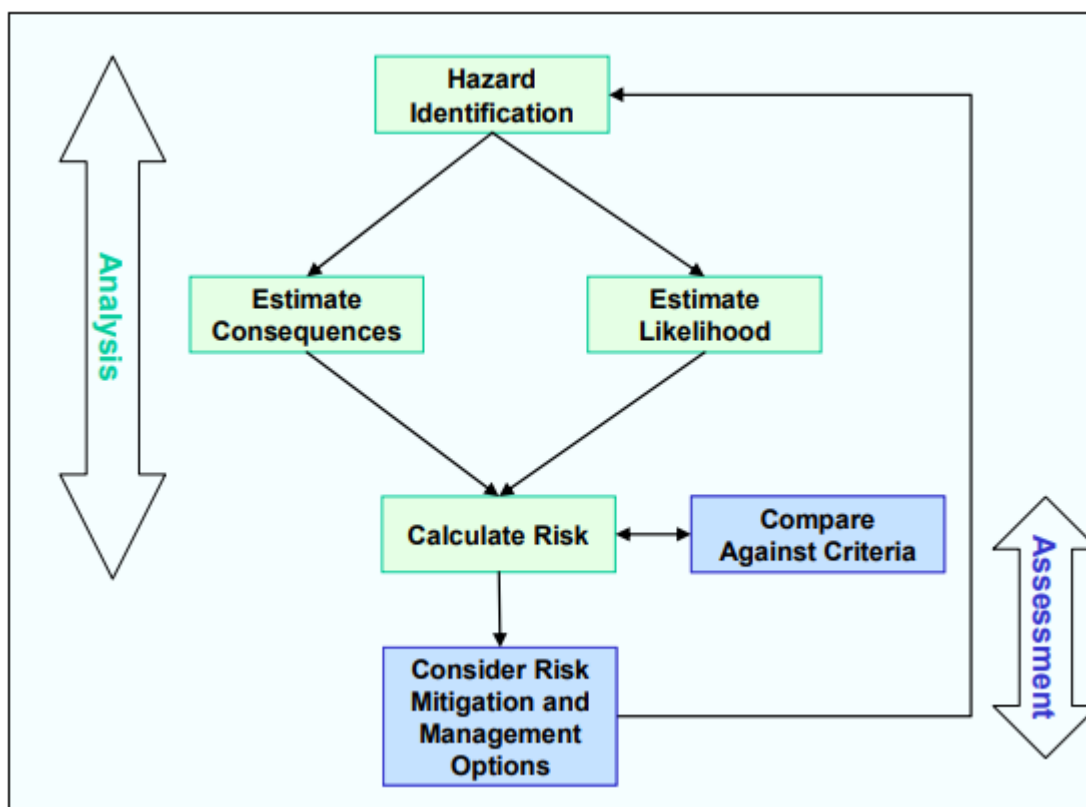 Hazard
Identification
Analysis
Estimate
Consequences
Estimate
Likelihood
Calculate Risk
Compare
Against Criteria
Assessment
Consider Risk
Mitigation and
Management
Options